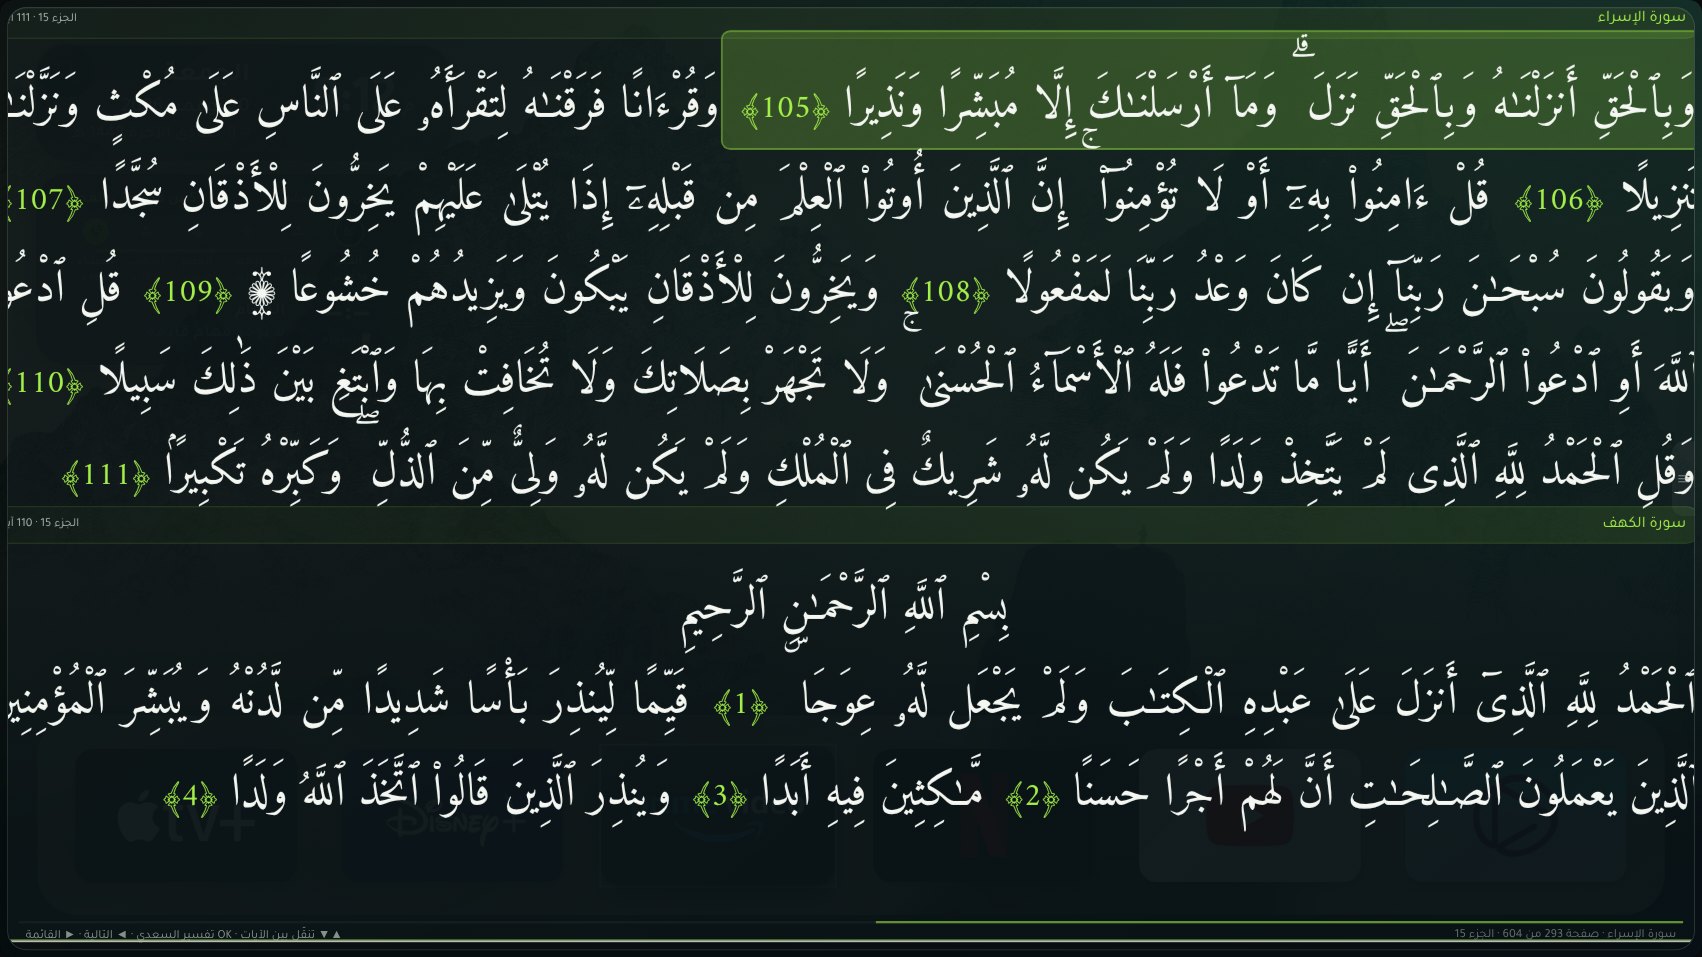 سورة الإسراء
الجزء 15 · 111
وَبِٱلْحَقِّ أَنزَلْنَـٰهُ وَبِٱلْحَقِّ نَزَلَ ۗ وَمَآ أَرْسَلْنَـٰكَ إِلَّا مُبَشِّرًا وَنَذِيرًا ﴿105﴾ وَقُرْءَانًا فَرَقْنَـٰهُ لِتَقْرَأَهُۥ عَلَى ٱلنَّاسِ عَلَىٰ مُكْثٍ وَنَزَّلْنَـٰ
تَنزِيلًا ﴿106﴾ قُلْ ءَامِنُوا۟ بِهِۦٓ أَوْ لَا تُؤْمِنُوٓا۟ ۚ إِنَّ ٱلَّذِينَ أُوتُوا۟ ٱلْعِلْمَ مِن قَبْلِهِۦٓ إِذَا يُتْلَىٰ عَلَيْهِمْ يَخِرُّونَ لِلْأَذْقَانِ سُجَّدًا ﴿107﴾
وَيَقُولُونَ سُبْحَـٰنَ رَبِّنَآ إِن كَانَ وَعْدُ رَبِّنَا لَمَفْعُولًا ﴿108﴾ وَيَخِرُّونَ لِلْأَذْقَانِ يَبْكُونَ وَيَزِيدُهُمْ خُشُوعًا ۩ ﴿109﴾ قُلِ ٱدْعُو
ٱللَّهَ أَوِ ٱدْعُوا۟ ٱلرَّحْمَـٰنَ ۖ أَيًّا مَّا تَدْعُوا۟ فَلَهُ ٱلْأَسْمَآءُ ٱلْحُسْنَىٰ ۚ وَلَا تَجْهَرْ بِصَلَاتِكَ وَلَا تُخَافِتْ بِهَا وَٱبْتَغِ بَيْنَ ذَٰلِكَ سَبِيلًا ﴿110﴾
وَقُلِ ٱلْحَمْدُ لِلَّهِ ٱلَّذِى لَمْ يَتَّخِذْ وَلَدًا وَلَمْ يَكُن لَّهُۥ شَرِيكٌ فِى ٱلْمُلْكِ وَلَمْ يَكُن لَّهُۥ وَلِىٌّ مِّنَ ٱلذُّلِّ ۖ وَكَبِّرْهُ تَكْبِيرًۢا ﴿111﴾
سورة الكهف
الجزء 15 · 110
بِسْمِ ٱللَّهِ ٱلرَّحْمَـٰنِ ٱلرَّحِيمِ
ٱلْحَمْدُ لِلَّهِ ٱلَّذِىٓ أَنزَلَ عَلَىٰ عَبْدِهِ ٱلْكِتَـٰبَ وَلَمْ يَجْعَل لَّهُۥ عِوَجَا ۜ ﴿1﴾ قَيِّمًا لِّيُنذِرَ بَأْسًا شَدِيدًا مِّن لَّدُنْهُ وَيُبَشِّرَ ٱلْمُؤْمِنِين
ٱلَّذِينَ يَعْمَلُونَ ٱلصَّـٰلِحَـٰتِ أَنَّ لَهُمْ أَجْرًا حَسَنًا ﴿2﴾ مَّـٰكِثِينَ فِيهِ أَبَدًا ﴿3﴾ وَيُنذِرَ ٱلَّذِينَ قَالُوا۟ ٱتَّخَذَ ٱللَّهُ وَلَدًا ﴿4﴾
tv+ Disney+
سورة الإسراء · صفحة 293 من 604 · الجزء 15
▲▼ تنقّل بين الآيات · OK تفسير السعدي · ◄ التالية · ► القائمة